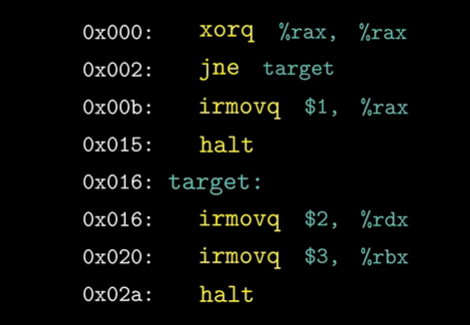 0x000: xorq %rax, %rax
0x002: jne target
0x00b: irmovq $1, %rax
0x015: halt
0x016: target:
0x016: irmovq $2, %rdx
0x020: irmovq $3, %rbx
0x02a: halt